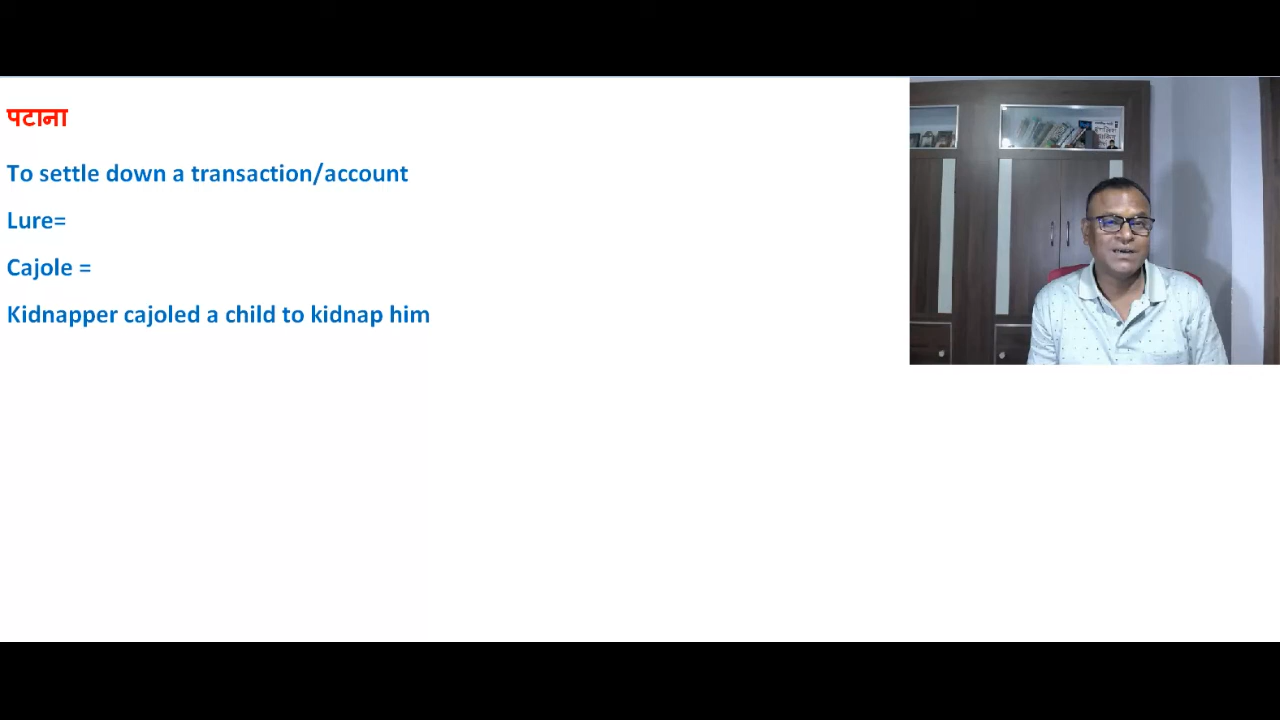 पटाना
To settle down a transaction/account
Lure=
Cajole =
Kidnapper cajoled a child to kidnap him